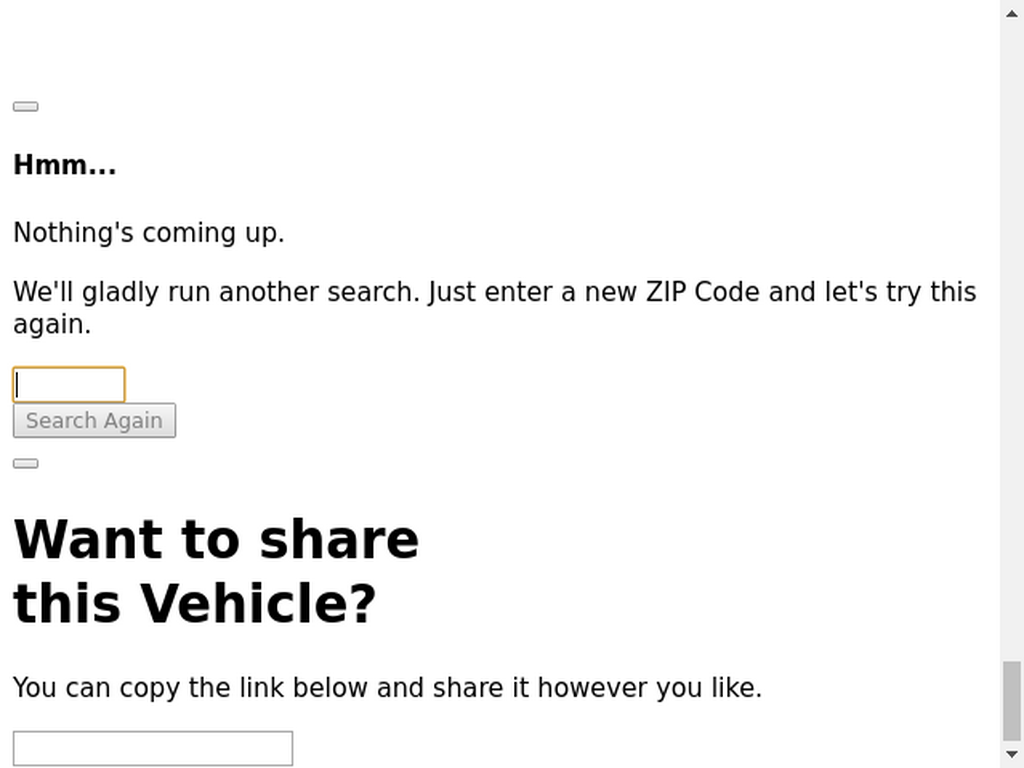 Hmm...
Nothing's coming up.
We'll gladly run another search. Just enter a new ZIP Code and let's try this
again.
Search Again
Want to share
this Vehicle?
You can copy the link below and share it however you like.